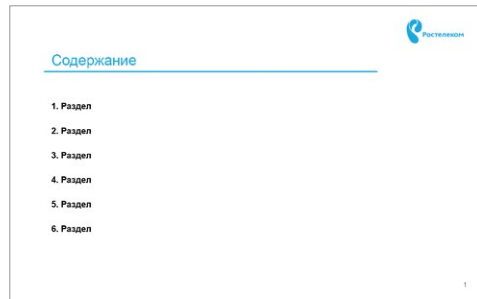 Ростелеком
Содержание
1. Раздел
2. Раздел
3. Раздел
4. Раздел
5. Раздел
6. Раздел
1